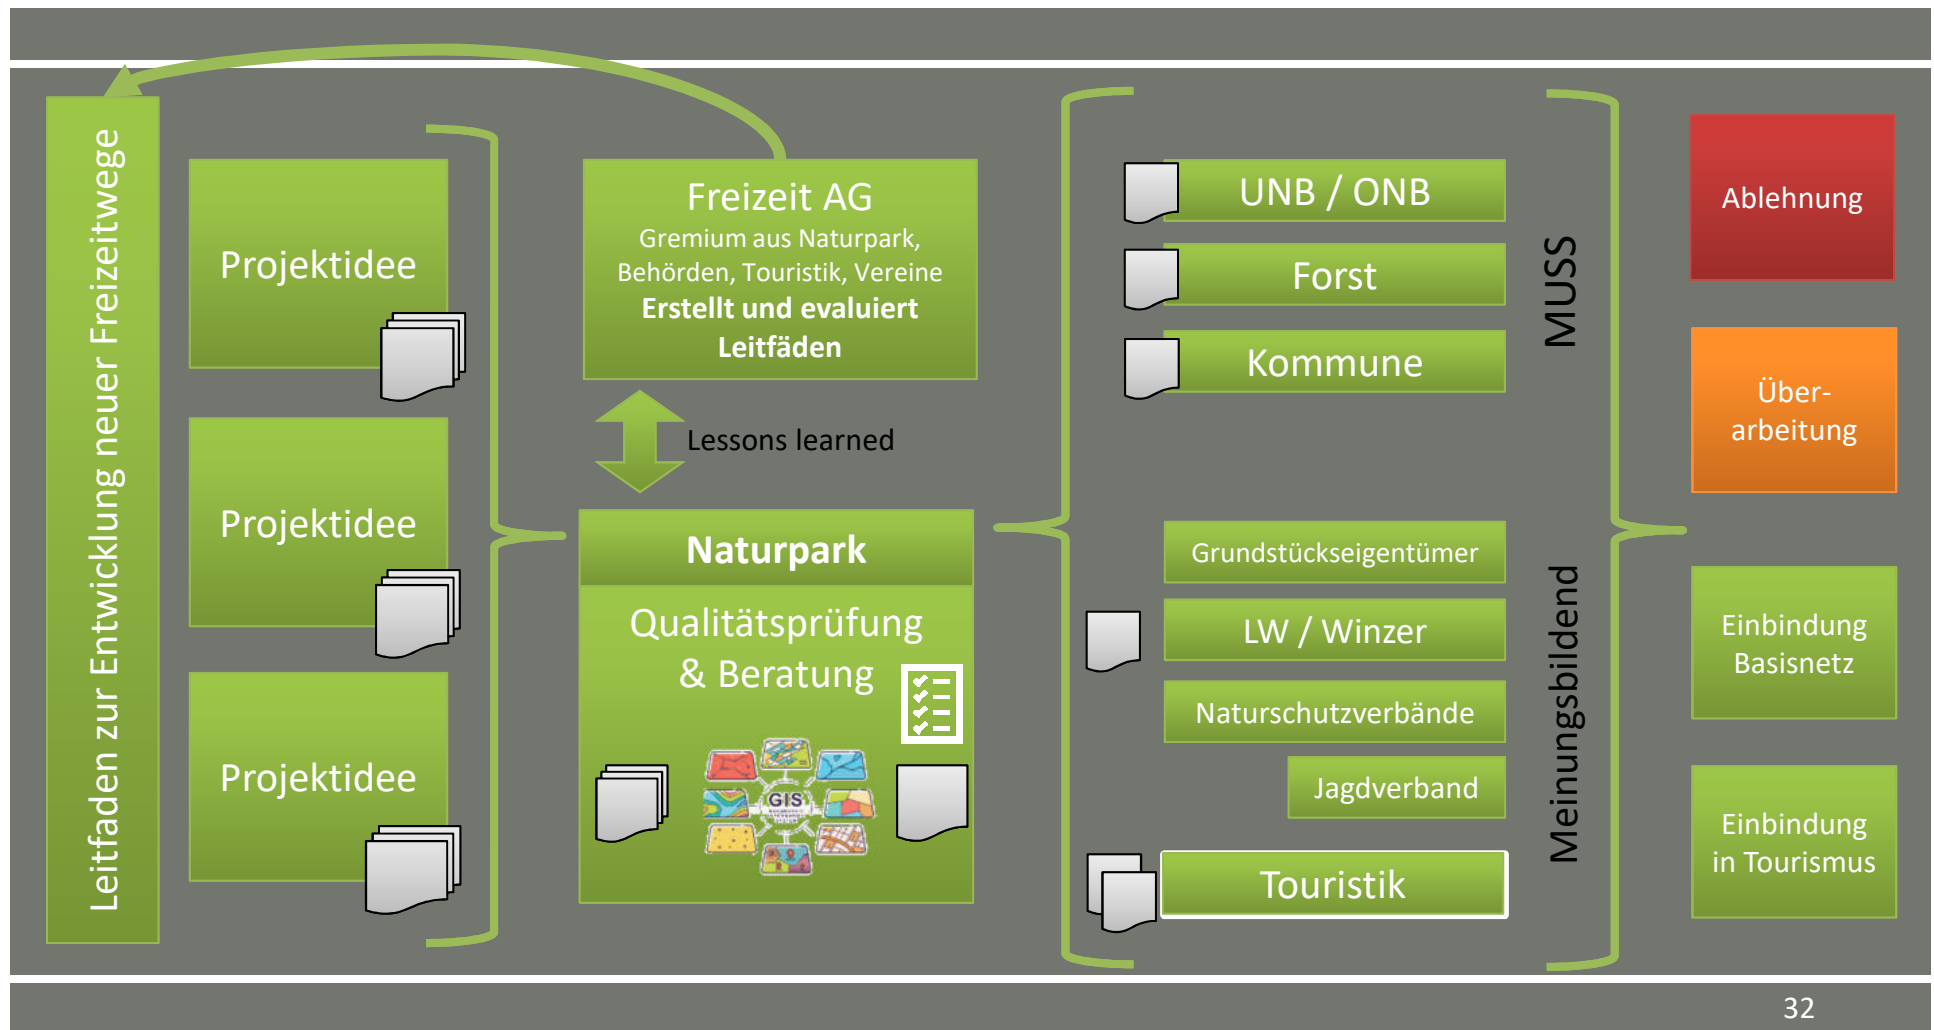 Leitfaden zur Entwicklung neuer Freizeitwege
Projektidee
Projektidee
Projektidee
Freizeit AG
Gremium aus Naturpark,
Behörden, Touristik, Vereine
Erstellt und evaluiert
Leitfäden
Lessons learned
Naturpark
Qualitätsprüfung
& Beratung
GIS
UNB / ONB
Forst
Kommune
MUSS
Grundstückseigentümer
LW / Winzer
Naturschutzverbände
Jagdverband
Touristik
Meinungsbildend
Ablehnung
Über-
arbeitung
Einbindung
Basisnetz
Einbindung
in Tourismus
32